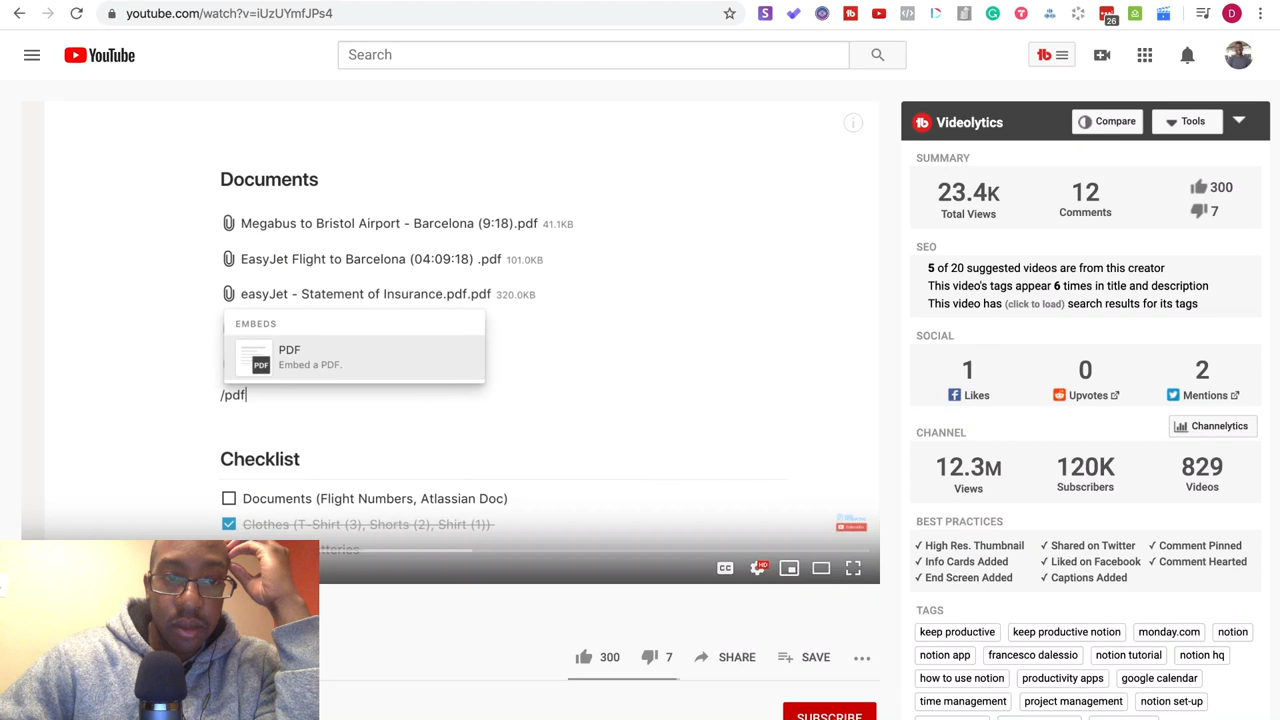 youtube.com/watch?v=iUzUYmfJPs4
26
D
YouTube
Search
Documents
Megabus to Bristol Airport - Barcelona (9:18).pdf 41.1KB
EasyJet Flight to Barcelona (04:09:18) .pdf 101.0KB
easyJet - Statement of Insurance.pdf.pdf 320.0KB
EMBEDS
PDF
PDF
Embed a PDF.
/pdf
Checklist
Documents (Flight Numbers, Atlassian Doc)
Clothes (T-Shirt (3), Shorts (2), Shirt (1))
CC
HD
300
7
SHARE
SAVE
SUBSCRIBE
tb Videolytics
Compare
Tools
SUMMARY
23.4K
Total Views
12
Comments
300
7
SEO
5 of 20 suggested videos are from this creator
This video's tags appear 6 times in title and description
This video has (click to load) search results for its tags
SOCIAL
1
Likes
0
Upvotes
2
Mentions
CHANNEL
Channelytics
12.3M
Views
120K
Subscribers
829
Videos
BEST PRACTICES
✓ High Res. Thumbnail ✓ Shared on Twitter ✓ Comment Pinned
✓ Info Cards Added ✓ Liked on Facebook ✓ Comment Hearted
✓ End Screen Added ✓ Captions Added
TAGS
keep productive keep productive notion monday.com notion
notion app francesco dalessio notion tutorial notion hq
how to use notion productivity apps google calendar
time management project management notion set-up